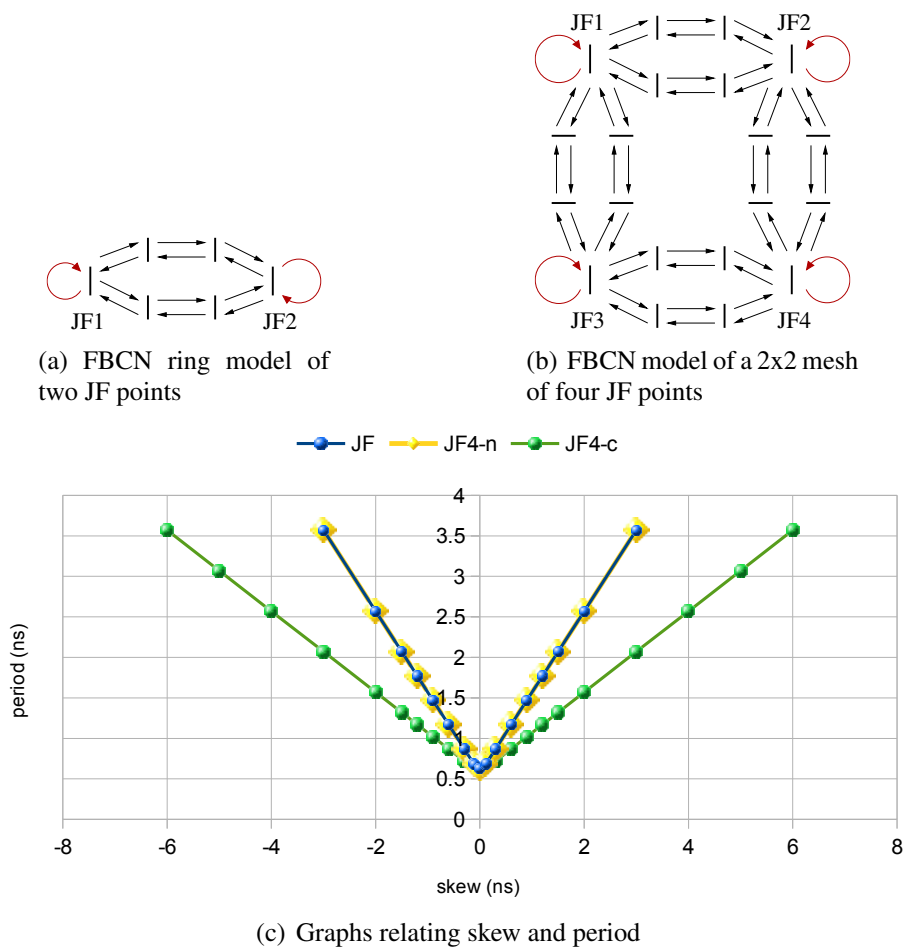 JF1 JF2
JF1 JF2
JF3 JF4
(a) FBCN ring model of
two JF points
(b) FBCN model of a 2x2 mesh
of four JF points
JF JF4-n JF4-c
4
3.5
3
2.5
2
1.5
1
0.5
0
period (ns)
-8 -6 -4 -2 0 2 4 6 8
skew (ns)
(c) Graphs relating skew and period